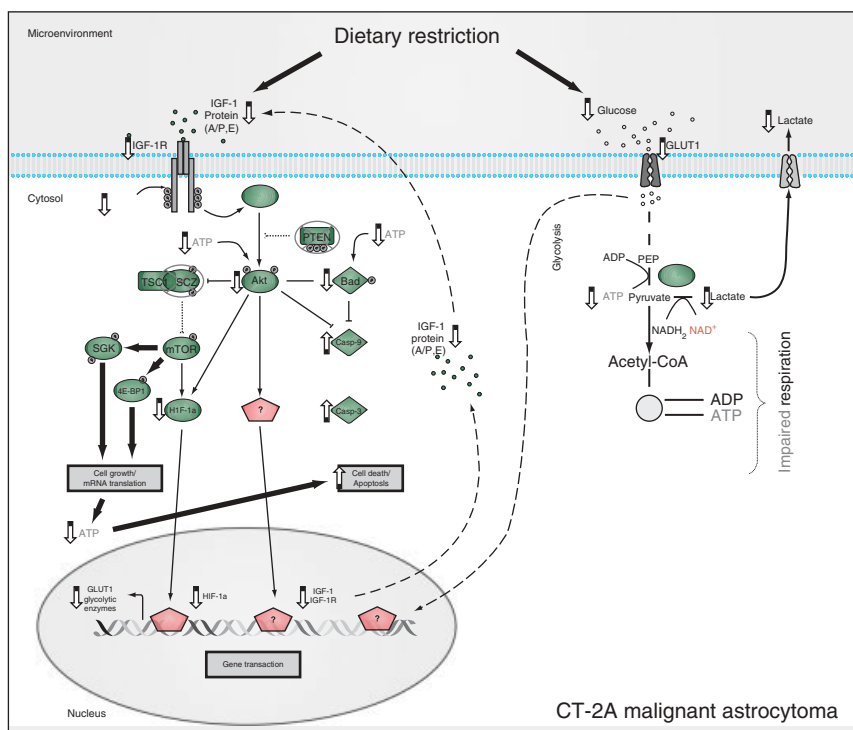 Microenvironment
Dietary restriction
IGF-1
Protein
(A/P,E)
Glucose
Lactate
IGF-1R
GLUT1
Cytosol
PTEN
ATP
ATP
TSC1
SCZ
Akt
Bad
Glycolysis
ADP
PEP
ATP
Pyruvate
Lactate
NADH2
NAD+
IGF-1
protein
(A/P,E)
Casp-9
SGK
mTOR
4E-BP1
H1F-1a
?
Casp-3
Acetyl-CoA
ADP
ATP
Impaired respiration
Cell growth/
mRNA translation
Cell death/
Apoptosis
ATP
GLUT1
glycolytic
enzymes
HIF-1a
IGF-1
IGF-1R
?
?
Gene transaction
Nucleus
CT-2A malignant astrocytoma